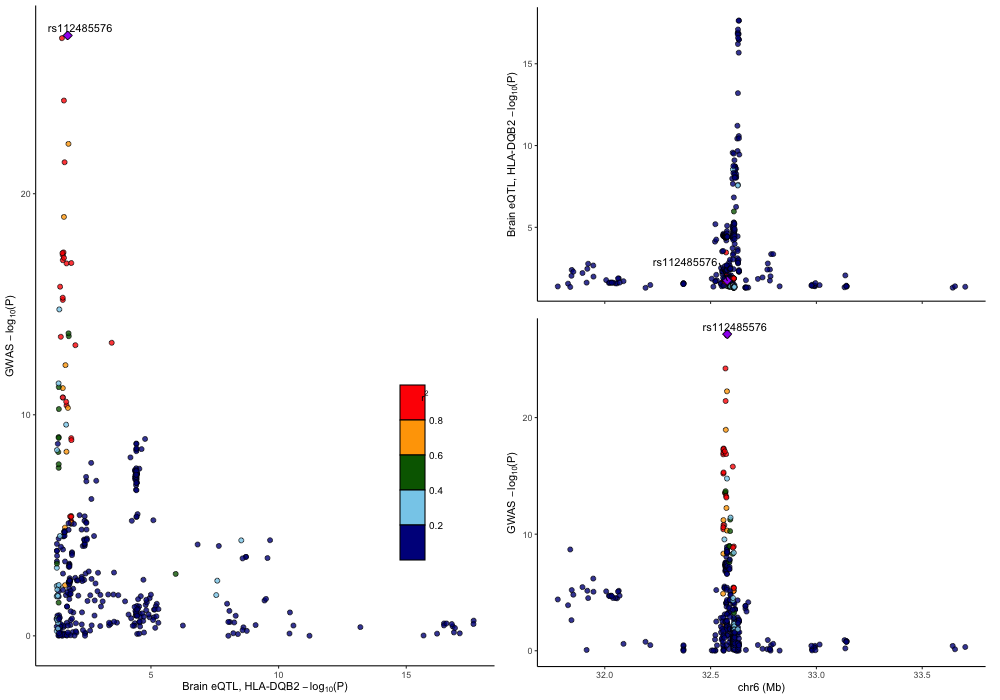 rs112485576
20
10
0
GWAS −log10(P)
5
10
15
Brain eQTL, HLA-DQB2 −log10(P)
r2
0.8
0.6
0.4
0.2
15
10
5
Brain eQTL, HLA-DQB2 −log10(P)
rs112485576
rs112485576
20
10
0
GWAS −log10(P)
32.0
32.5
33.0
33.5
chr6 (Mb)